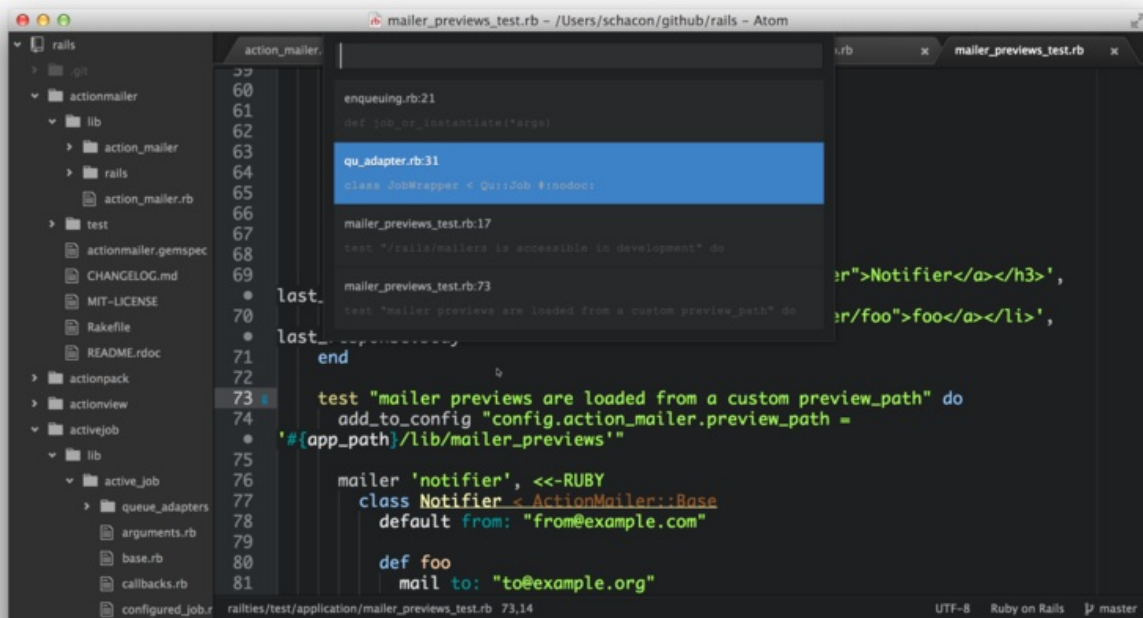 mailer_previews_test.rb – /Users/schacon/github/rails – Atom
rails
.git
actionmailer
lib
action_mailer
rails
action_mailer.rb
test
actionmailer.gemspec
CHANGELOG.md
MIT-LICENSE
Rakefile
README.rdoc
actionpack
actionview
activejob
lib
active_job
queue_adapters
arguments.rb
base.rb
callbacks.rb
configured_job.r
action_mailer.
.rb
mailer_previews_test.rb
enqueuing.rb:21
def job_or_instantiate(*args)
qu_adapter.rb:31
class JobWrapper < Qu::Job #:nodoc:
mailer_previews_test.rb:17
test "/rails/mailers is accessible in development" do
mailer_previews_test.rb:73
test "mailer previews are loaded from a custom preview_path" do
59
60
61
62
63
64
65
66
67
68
69 er">Notifier</a></h3>',
last_
70 er/foo">foo</a></li>',
71 end
72
73 test "mailer previews are loaded from a custom preview_path" do
74 add_to_config "config.action_mailer.preview_path =
'#{app_path}/lib/mailer_previews'"
75
76 mailer 'notifier', <<-RUBY
77 class Notifier < ActionMailer::Base
78 default from: "from@example.com"
79
80 def foo
81 mail to: "to@example.org"
railties/test/application/mailer_previews_test.rb 73,14
UTF-8 Ruby on Rails master